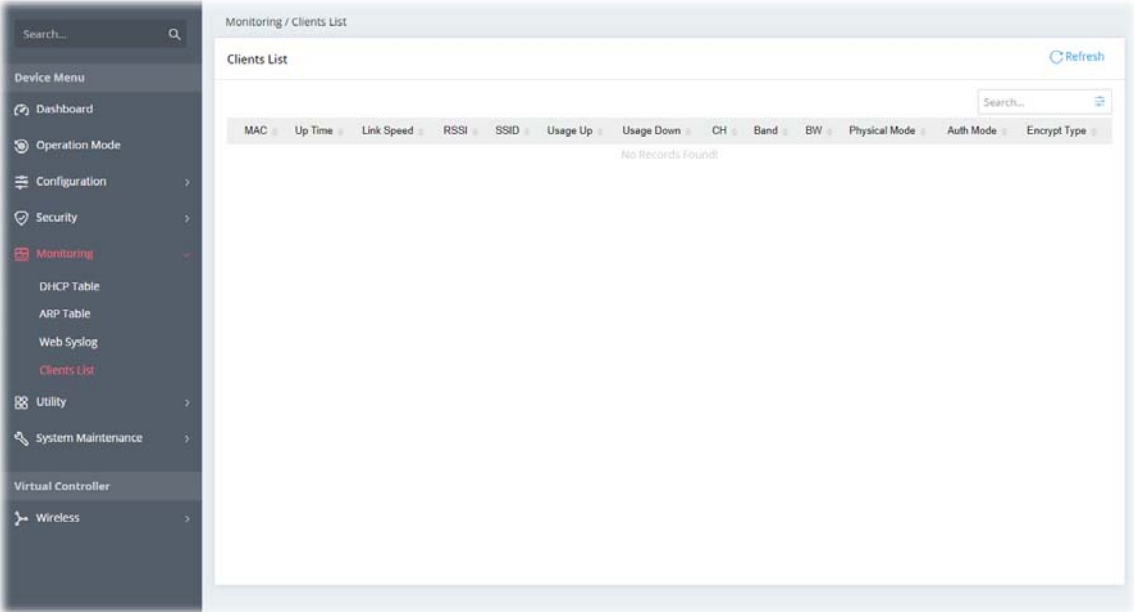 Search...
Device Menu
Dashboard
Operation Mode
Configuration
Security
Monitoring
DHCP Table
ARP Table
Web Syslog
Clients List
Utility
System Maintenance
Virtual Controller
Wireless
Monitoring / Clients List
Clients List
Refresh
Search...
MAC Up Time Link Speed RSSI SSID Usage Up Usage Down CH Band BW Physical Mode Auth Mode Encrypt Type
No Records Found!